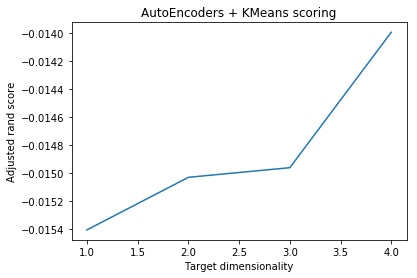 AutoEncoders + KMeans scoring
Adjusted rand score
−0.0140
−0.0142
−0.0144
−0.0146
−0.0148
−0.0150
−0.0152
−0.0154
1.0 1.5 2.0 2.5 3.0 3.5 4.0
Target dimensionality